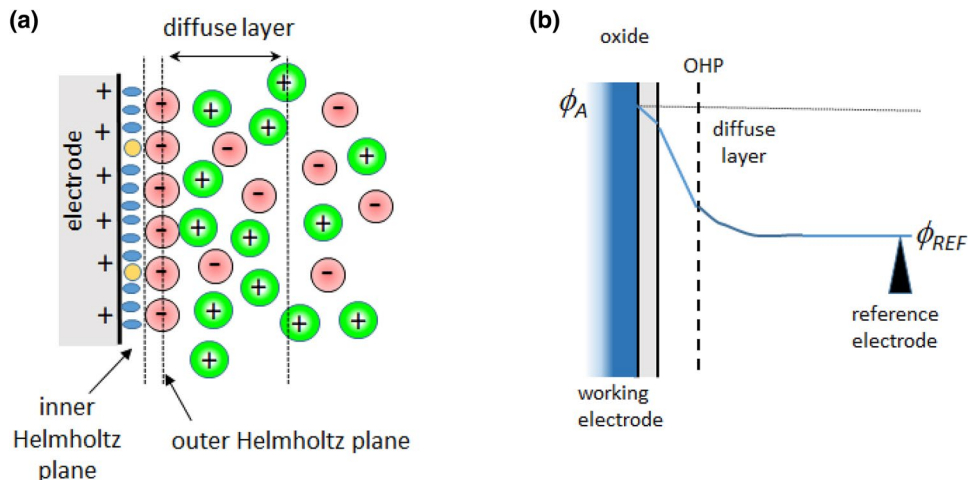 (a)
diffuse layer
electrode
+
+
+
+
+
+
-
-
-
-
-
-
+
+
+
+
+
+
+
+
+
-
-
-
+
+
+
+
+
+
-
-
-
-
inner
Helmholtz
plane
outer Helmholtz plane
(b)
oxide
OHP
ϕA
diffuse
layer
ϕREF
reference
electrode
working
electrode